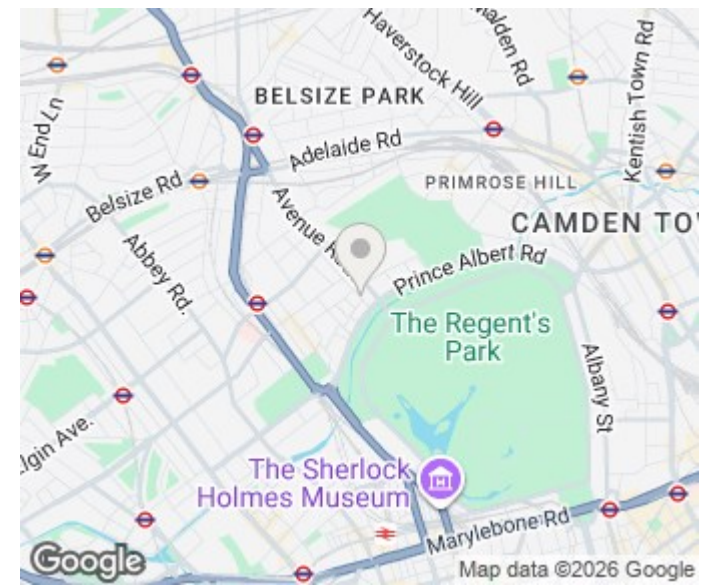 Haverstock Hill
Malden Rd
Kentish Town Rd
W End Ln
BELSIZE PARK
Adelaide Rd
PRIMROSE HILL
Belsize Rd
Avenue
CAMDEN TO
Abbey Rd.
Prince Albert Rd
The Regent's
Park
Albany St
lgin Ave.
The Sherlock
Holmes Museum
Marylebone Rd
Google
Map data ©2026 Google